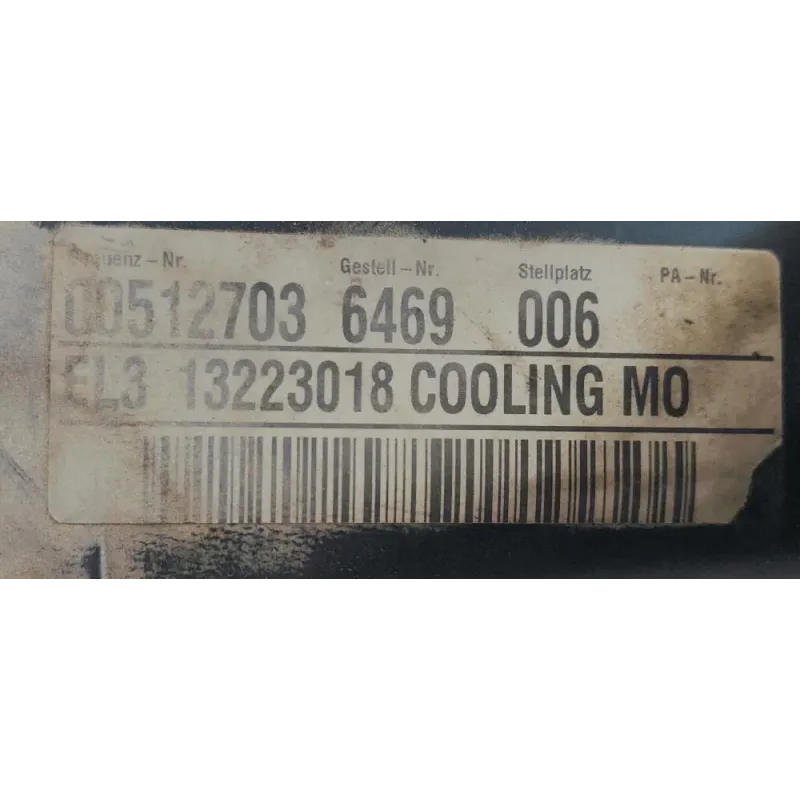 Gestell-Nr. Stellplatz PA-Nr.
00512703 6469 006
EL3 13223018 COOLING MO